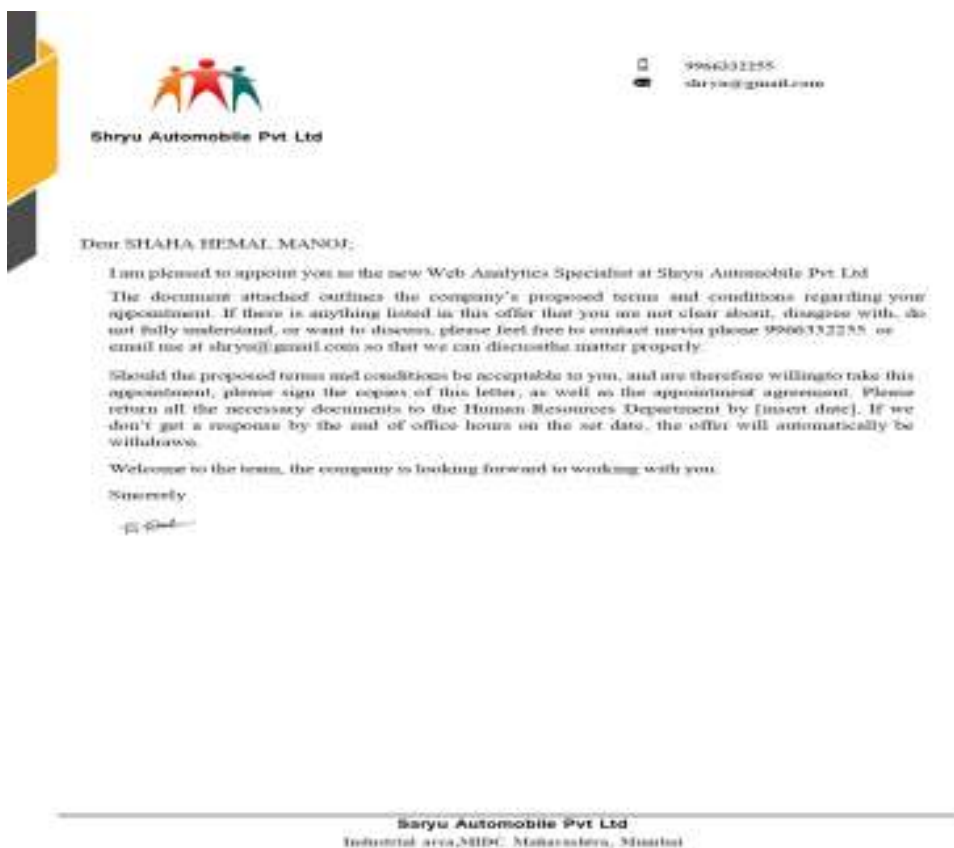 9966332255
shryu@gmail.com
Shryu Automobile Pvt Ltd
Dear SHAHA HEMAL MANOJ;
I am pleased to appoint you as the new Web Analytics Specialist at Shryu Automobile Pvt Ltd
The document attached outlines the company's proposed terms and conditions regarding your
appointment. If there is anything listed in this offer that you are not clear about, disagree with, do
not fully understand, or want to discuss, please feel free to contact mevia phone 9966332255 or
email me at shryu@gmail.com so that we can discussthe matter properly.
Should the proposed terms and conditions be acceptable to you, and are therefore willingto take this
appointment, please sign the copies of this letter, as well as the appointment agreement. Please
return all the necessary documents to the Human Resources Department by [insert date]. If we
don't get a response by the end of office hours on the set date, the offer will automatically be
withdrawn.
Welcome to the team, the company is looking forward to working with you.
Sincerely
Saryu Automobile Pvt Ltd
Industrial area,MIDC Maharashtra, Mumbai